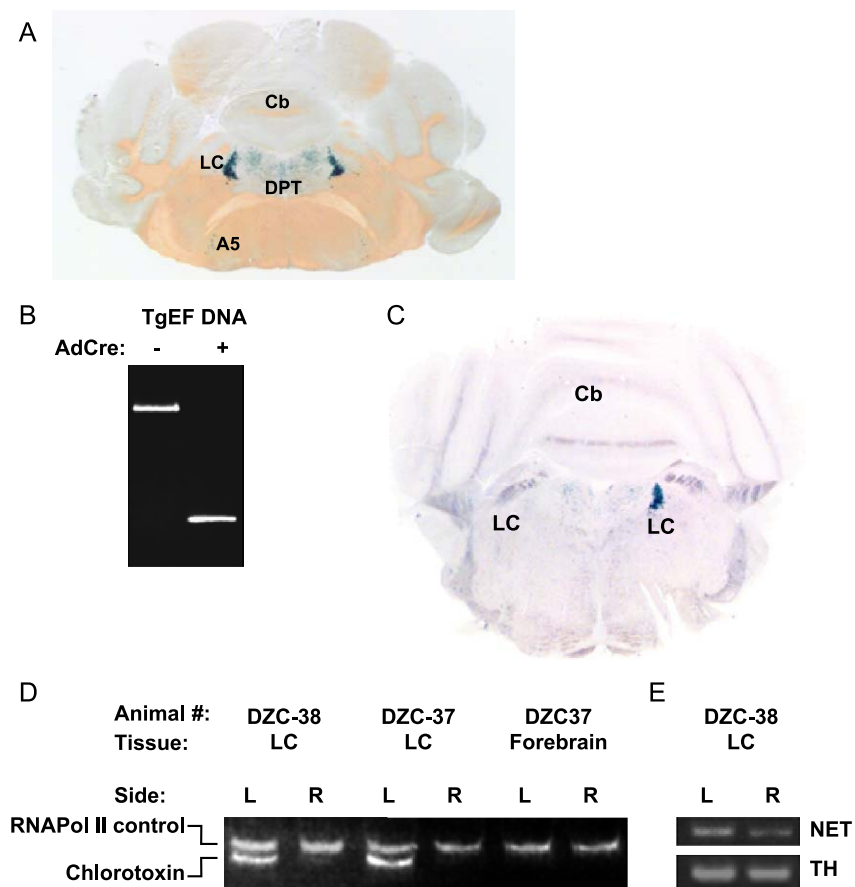 A
Cb
LC
DPT
A5
B
TgEF DNA
AdCre: - +
C
Cb
LC
LC
D
Animal #: DZC-38 DZC-37 DZC37
Tissue: LC LC Forebrain
Side: L R L R L R
RNAPol II control
Chlorotoxin
E
DZC-38
LC
L R
NET
TH